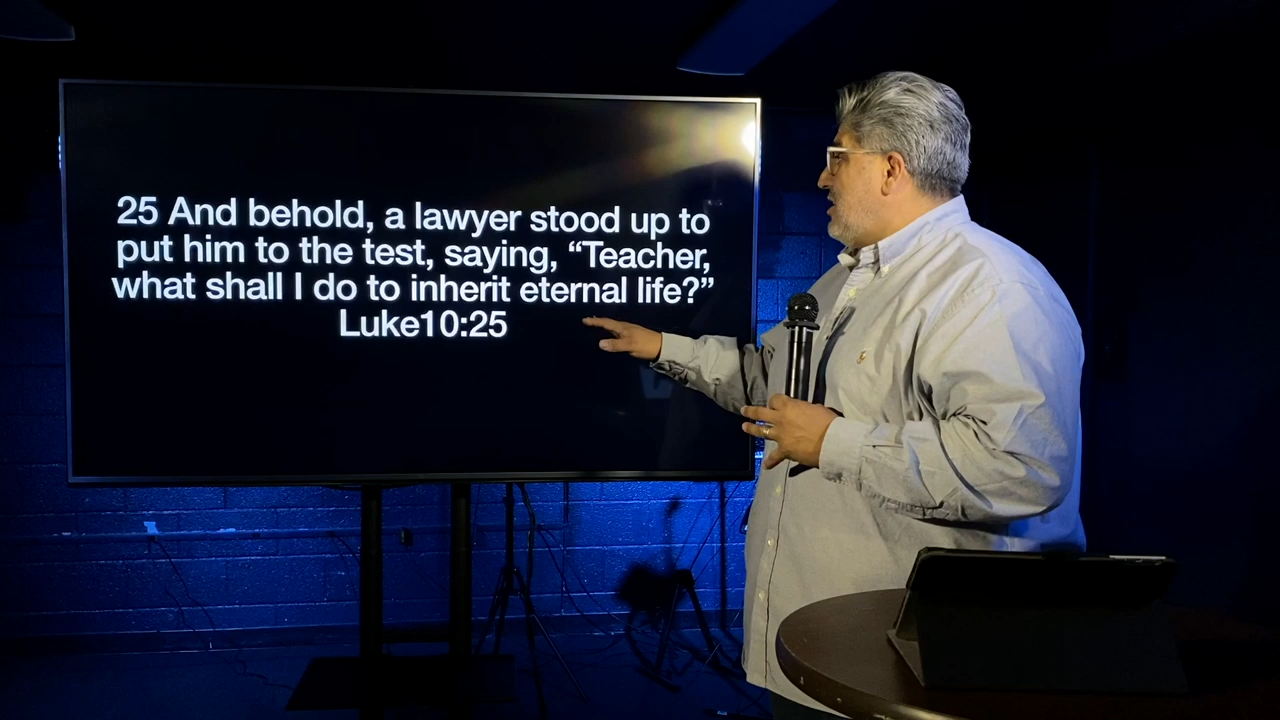 25 And behold, a lawyer stood up to
put him to the test, saying, “Teacher,
what shall I do to inherit eternal life?”
Luke10:25